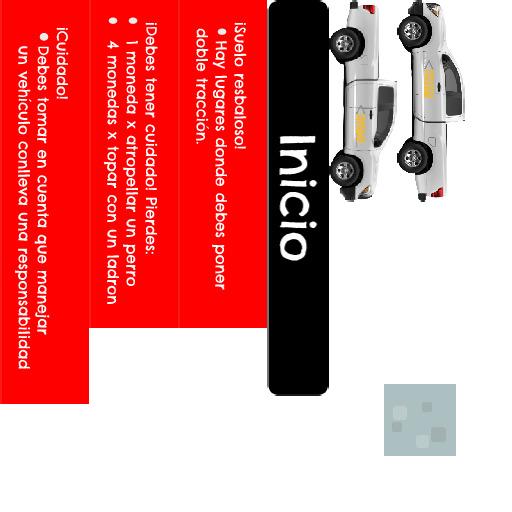 Inicio
¡Suelo resbaloso!
• Hay lugares donde debes poner
doble tracción.
¡Debes tener cuidado! Pierdes:
• 1 moneda x atropellar un perro
• 4 monedas x topar con un ladron
¡Cuidado!
• Debes tomar en cuenta que manejar
un vehículo conlleva una responsabilidad